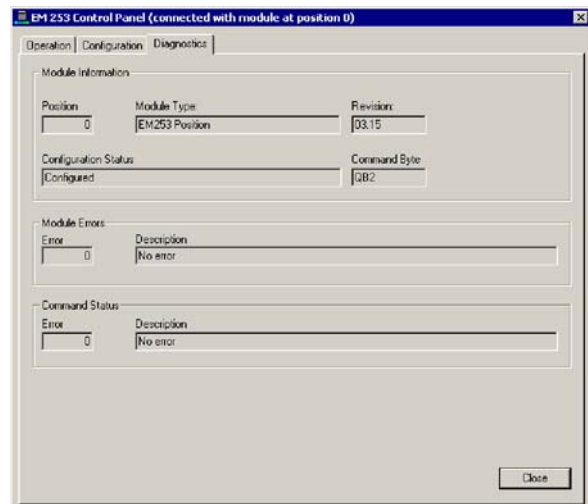 EM 253 Control Panel (connected with module at position 0)
Operation Configuration Diagnostics
Module Information
Position Module Type: Revision:
0 EM253 Position 03.15
Configuration Status Command Byte
Configured QB2
Module Errors
Error Description
0 No error
Command Status
Error Description
0 No error
Close